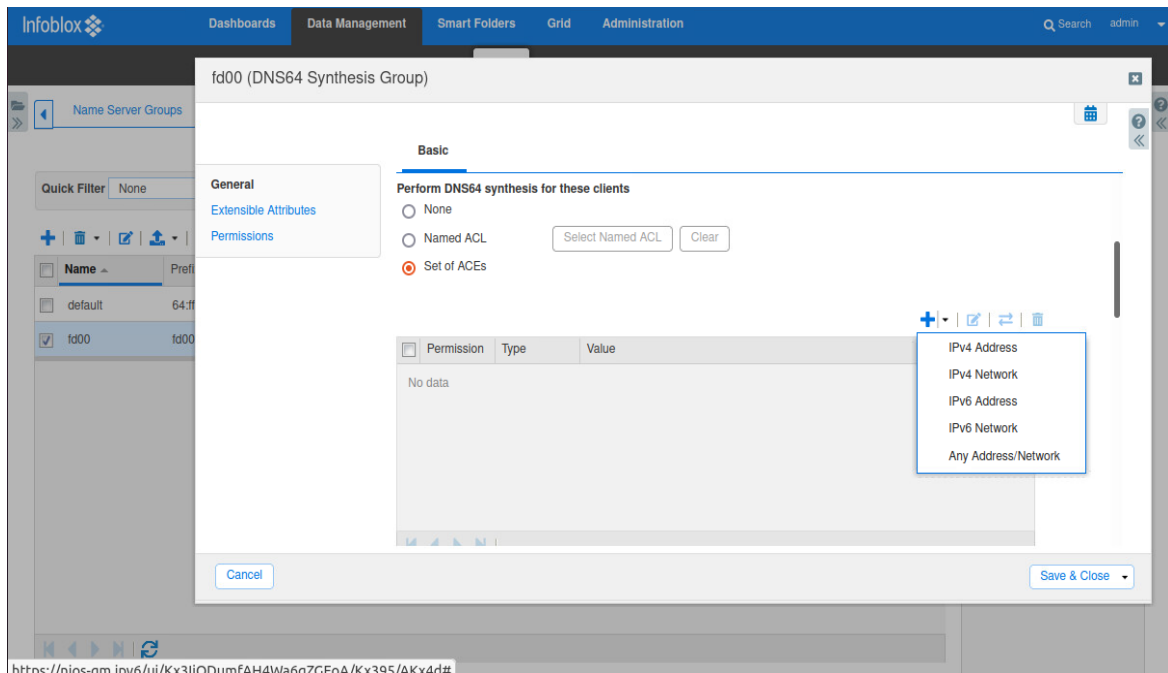 Infoblox Dashboards Data Management Smart Folders Grid Administration Search admin
fd00 (DNS64 Synthesis Group)
Name Server Groups
Basic
Quick Filter None
General
Extensible Attributes
Permissions
Perform DNS64 synthesis for these clients
None
Named ACL Select Named ACL Clear
Set of ACEs
Name Prefi
default 64:ff
fd00 fd00
Permission Type Value
No data
IPv4 Address
IPv4 Network
IPv6 Address
IPv6 Network
Any Address/Network
Cancel Save & Close